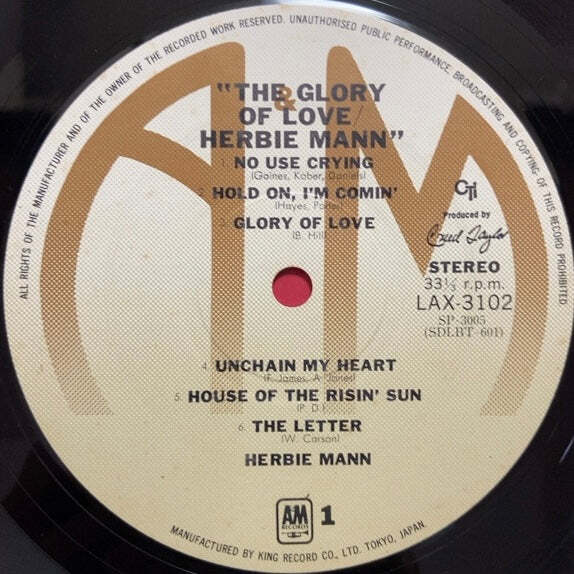 ALL RIGHTS OF THE MANUFACTURER AND OF THE OWNER OF THE RECORDED WORK RESERVED. UNAUTHORISED PUBLIC PERFORMANCE, BROADCASTING AND COPYING OF THIS RECORD PROHIBITED.
A & M
"THE GLORY
OF LOVE/
HERBIE MANN"
1. NO USE CRYING
(Gaines, Kober, Daniels)
2. HOLD ON, I'M COMIN'
(Hayes, Porter)
3. GLORY OF LOVE
(B. Hill)
CTi
Produced by
Creed Taylor
STEREO
33⅓ r.p.m.
LAX-3102
SP-3005
(SDLBT-601)
4. UNCHAIN MY HEART
(F. James, A. Jones)
5. HOUSE OF THE RISIN' SUN
(P. D.)
6. THE LETTER
(W. Carson)
HERBIE MANN
A&M
RECORDS
1
MANUFACTURED BY KING RECORD CO., LTD. TOKYO, JAPAN.